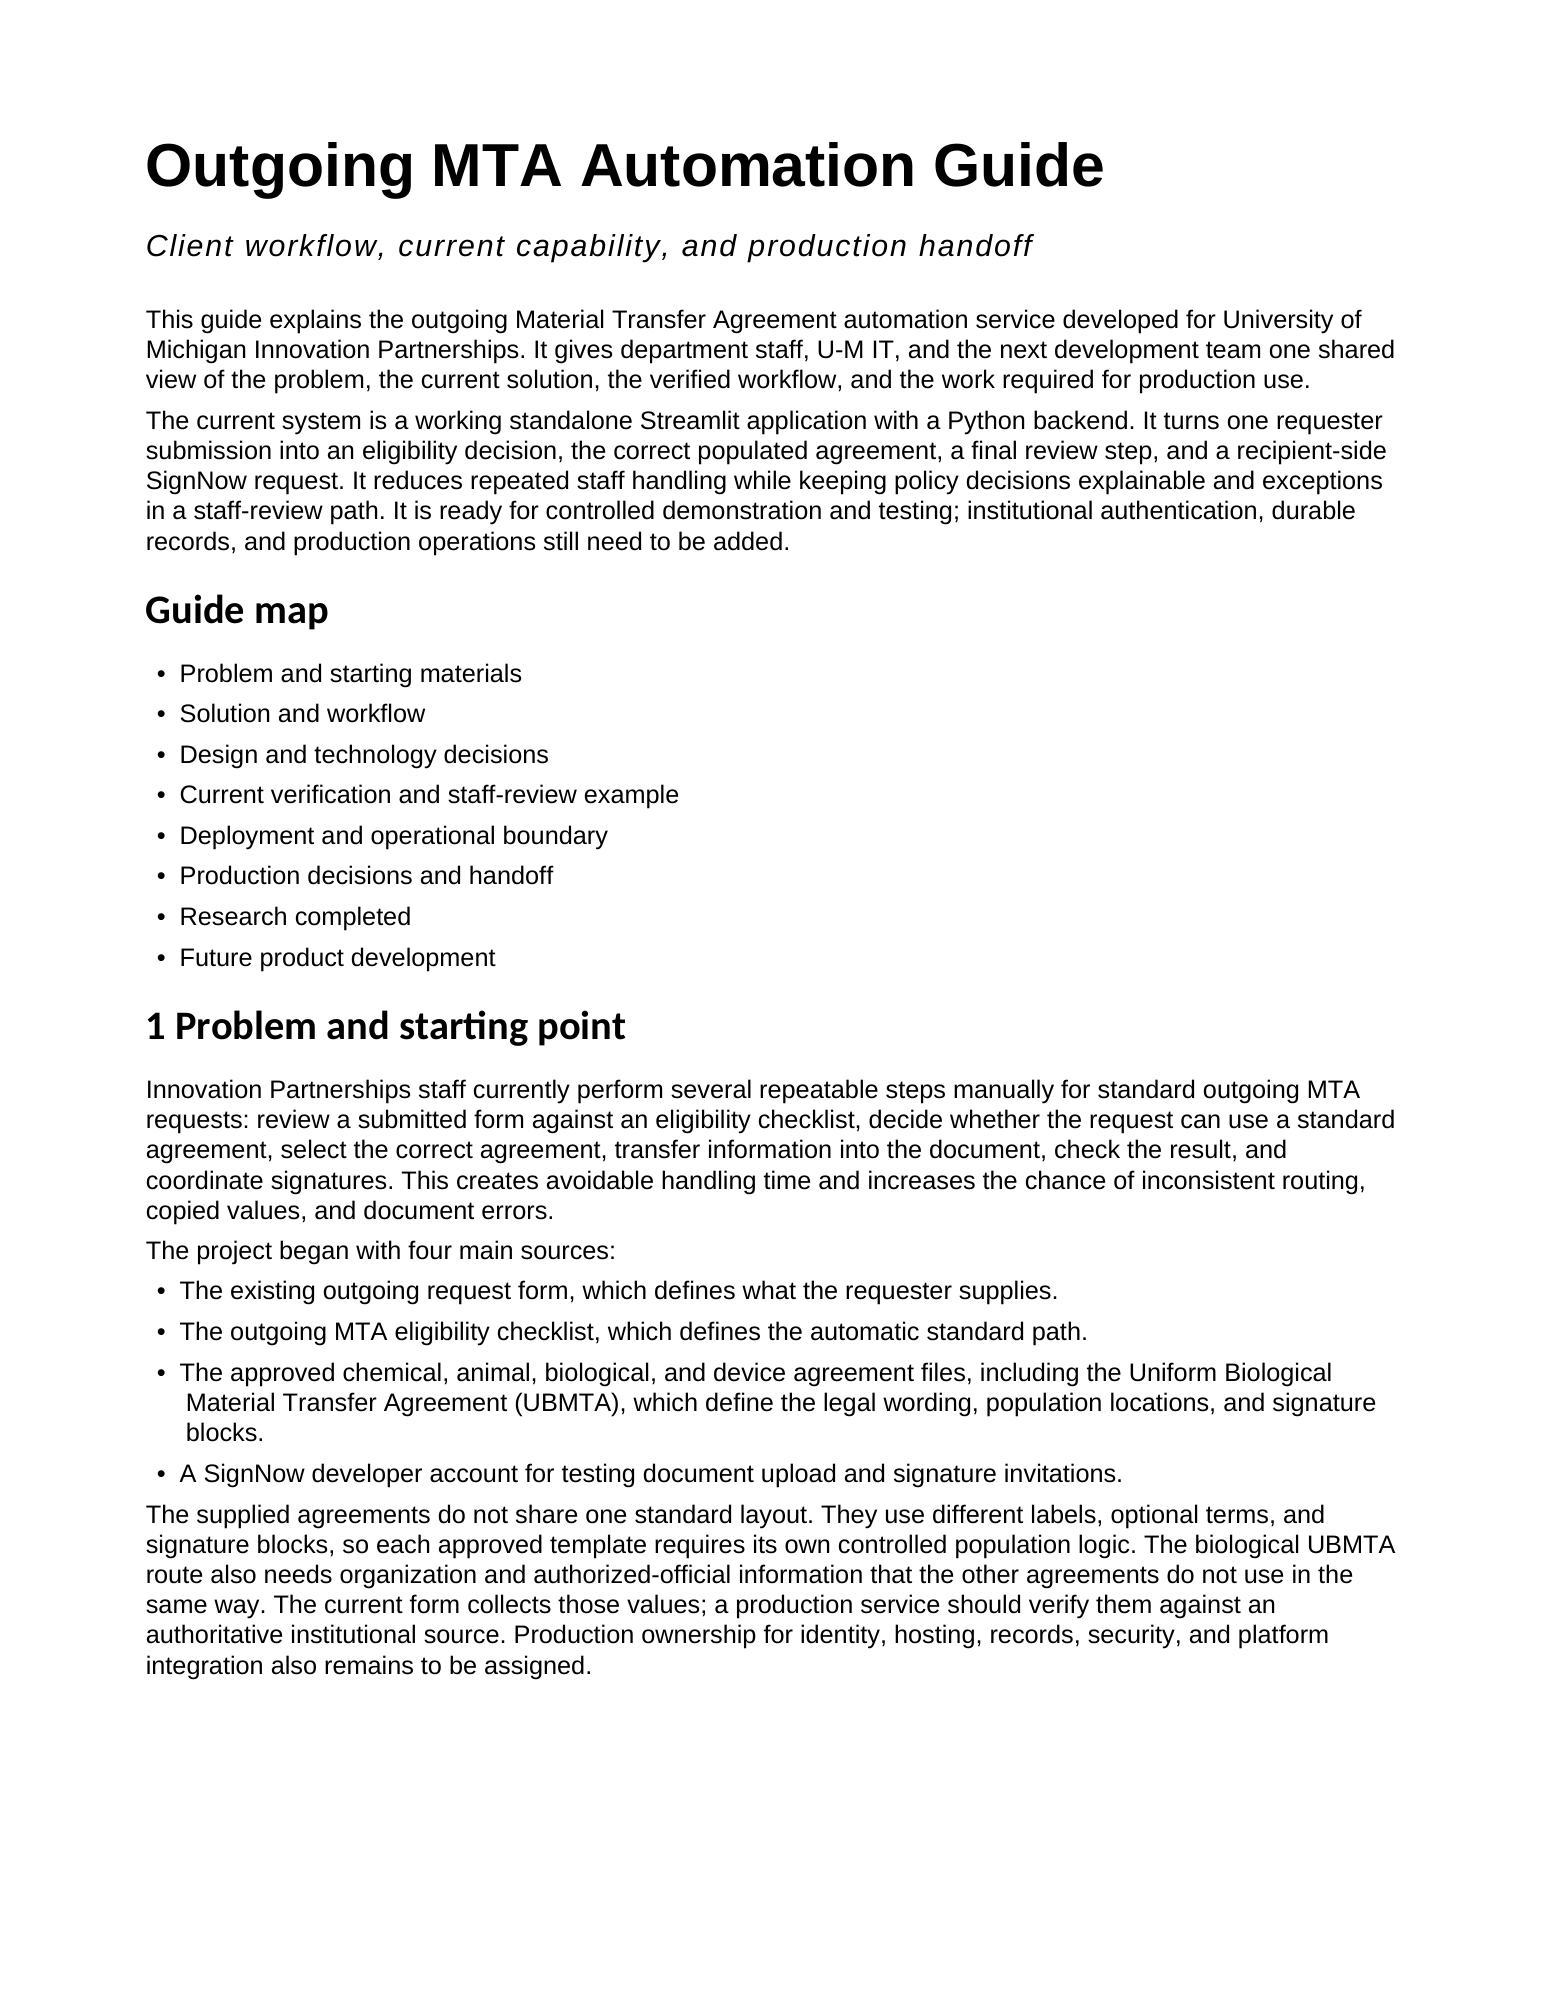 Outgoing MTA Automation Guide
Client workflow, current capability, and production handoff
This guide explains the outgoing Material Transfer Agreement automation service developed for University of
Michigan Innovation Partnerships. It gives department staff, U-M IT, and the next development team one shared
view of the problem, the current solution, the verified workflow, and the work required for production use.
The current system is a working standalone Streamlit application with a Python backend. It turns one requester
submission into an eligibility decision, the correct populated agreement, a final review step, and a recipient-side
SignNow request. It reduces repeated staff handling while keeping policy decisions explainable and exceptions
in a staff-review path. It is ready for controlled demonstration and testing; institutional authentication, durable
records, and production operations still need to be added.
Guide map
• Problem and starting materials
• Solution and workflow
• Design and technology decisions
• Current verification and staff-review example
• Deployment and operational boundary
• Production decisions and handoff
• Research completed
• Future product development
1 Problem and starting point
Innovation Partnerships staff currently perform several repeatable steps manually for standard outgoing MTA
requests: review a submitted form against an eligibility checklist, decide whether the request can use a standard
agreement, select the correct agreement, transfer information into the document, check the result, and
coordinate signatures. This creates avoidable handling time and increases the chance of inconsistent routing,
copied values, and document errors.
The project began with four main sources:
• The existing outgoing request form, which defines what the requester supplies.
• The outgoing MTA eligibility checklist, which defines the automatic standard path.
• The approved chemical, animal, biological, and device agreement files, including the Uniform Biological
Material Transfer Agreement (UBMTA), which define the legal wording, population locations, and signature
blocks.
• A SignNow developer account for testing document upload and signature invitations.
The supplied agreements do not share one standard layout. They use different labels, optional terms, and
signature blocks, so each approved template requires its own controlled population logic. The biological UBMTA
route also needs organization and authorized-official information that the other agreements do not use in the
same way. The current form collects those values; a production service should verify them against an
authoritative institutional source. Production ownership for identity, hosting, records, security, and platform
integration also remains to be assigned.